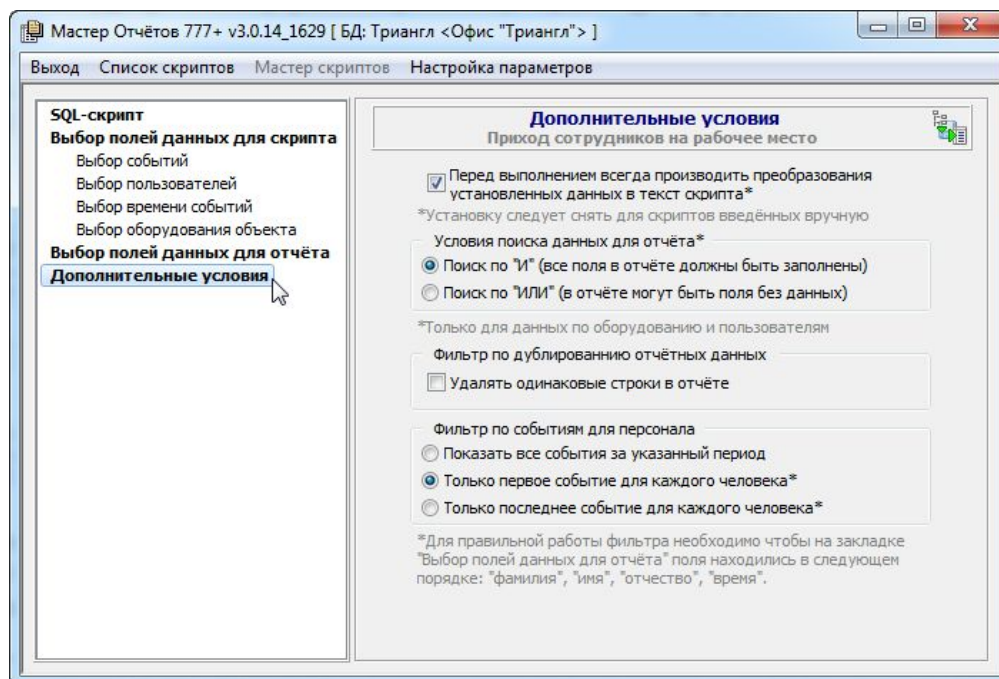 Мастер Отчётов 777+ v3.0.14_1629 [ БД: Триангл <Офис "Триангл"> ]
Выход Список скриптов Мастер скриптов Настройка параметров
SQL-скрипт
Выбор полей данных для скрипта
Выбор событий
Выбор пользователей
Выбор времени событий
Выбор оборудования объекта
Выбор полей данных для отчёта
Дополнительные условия
Дополнительные условия
Приход сотрудников на рабочее место
Перед выполнением всегда производить преобразования
установленных данных в текст скрипта*
*Установку следует снять для скриптов введённых вручную
Условия поиска данных для отчёта*
Поиск по "И" (все поля в отчёте должны быть заполнены)
Поиск по "ИЛИ" (в отчёте могут быть поля без данных)
*Только для данных по оборудованию и пользователям
Фильтр по дублированнию отчётных данных
Удалять одинаковые строки в отчёте
Фильтр по событиям для персонала
Показать все события за указанный период
Только первое событие для каждого человека*
Только последнее событие для каждого человека*
*Для правильной работы фильтра необходимо чтобы на закладке
"Выбор полей данных для отчёта" поля находились в следующем
порядке: "фамилия", "имя", "отчество", "время".